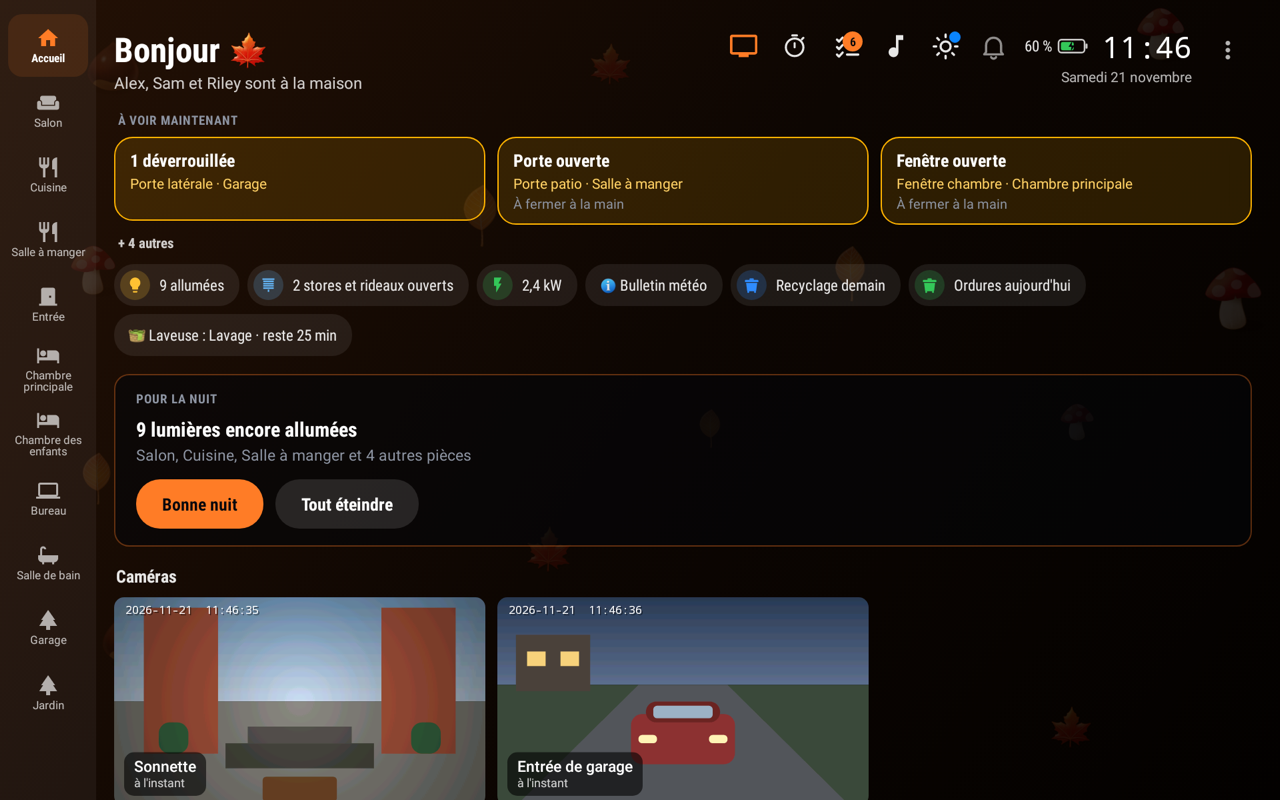 Accueil
Salon
Cuisine
Salle à manger
Entrée
Chambre
principale
Chambre des
enfants
Bureau
Salle de bain
Garage
Jardin
Bonjour 🍁
Alex, Sam et Riley sont à la maison
6
60 %
11:46
Samedi 21 novembre
À VOIR MAINTENANT
1 déverrouillée
Porte latérale · Garage
Porte ouverte
Porte patio · Salle à manger
À fermer à la main
Fenêtre ouverte
Fenêtre chambre · Chambre principale
À fermer à la main
+ 4 autres
9 allumées
2 stores et rideaux ouverts
2,4 kW
Bulletin météo
Recyclage demain
Ordures aujourd'hui
Laveuse : Lavage · reste 25 min
POUR LA NUIT
9 lumières encore allumées
Salon, Cuisine, Salle à manger et 4 autres pièces
Bonne nuit
Tout éteindre
Caméras
2026-11-21 11:46:35
Sonnette
à l'instant
2026-11-21 11:46:36
Entrée de garage
à l'instant